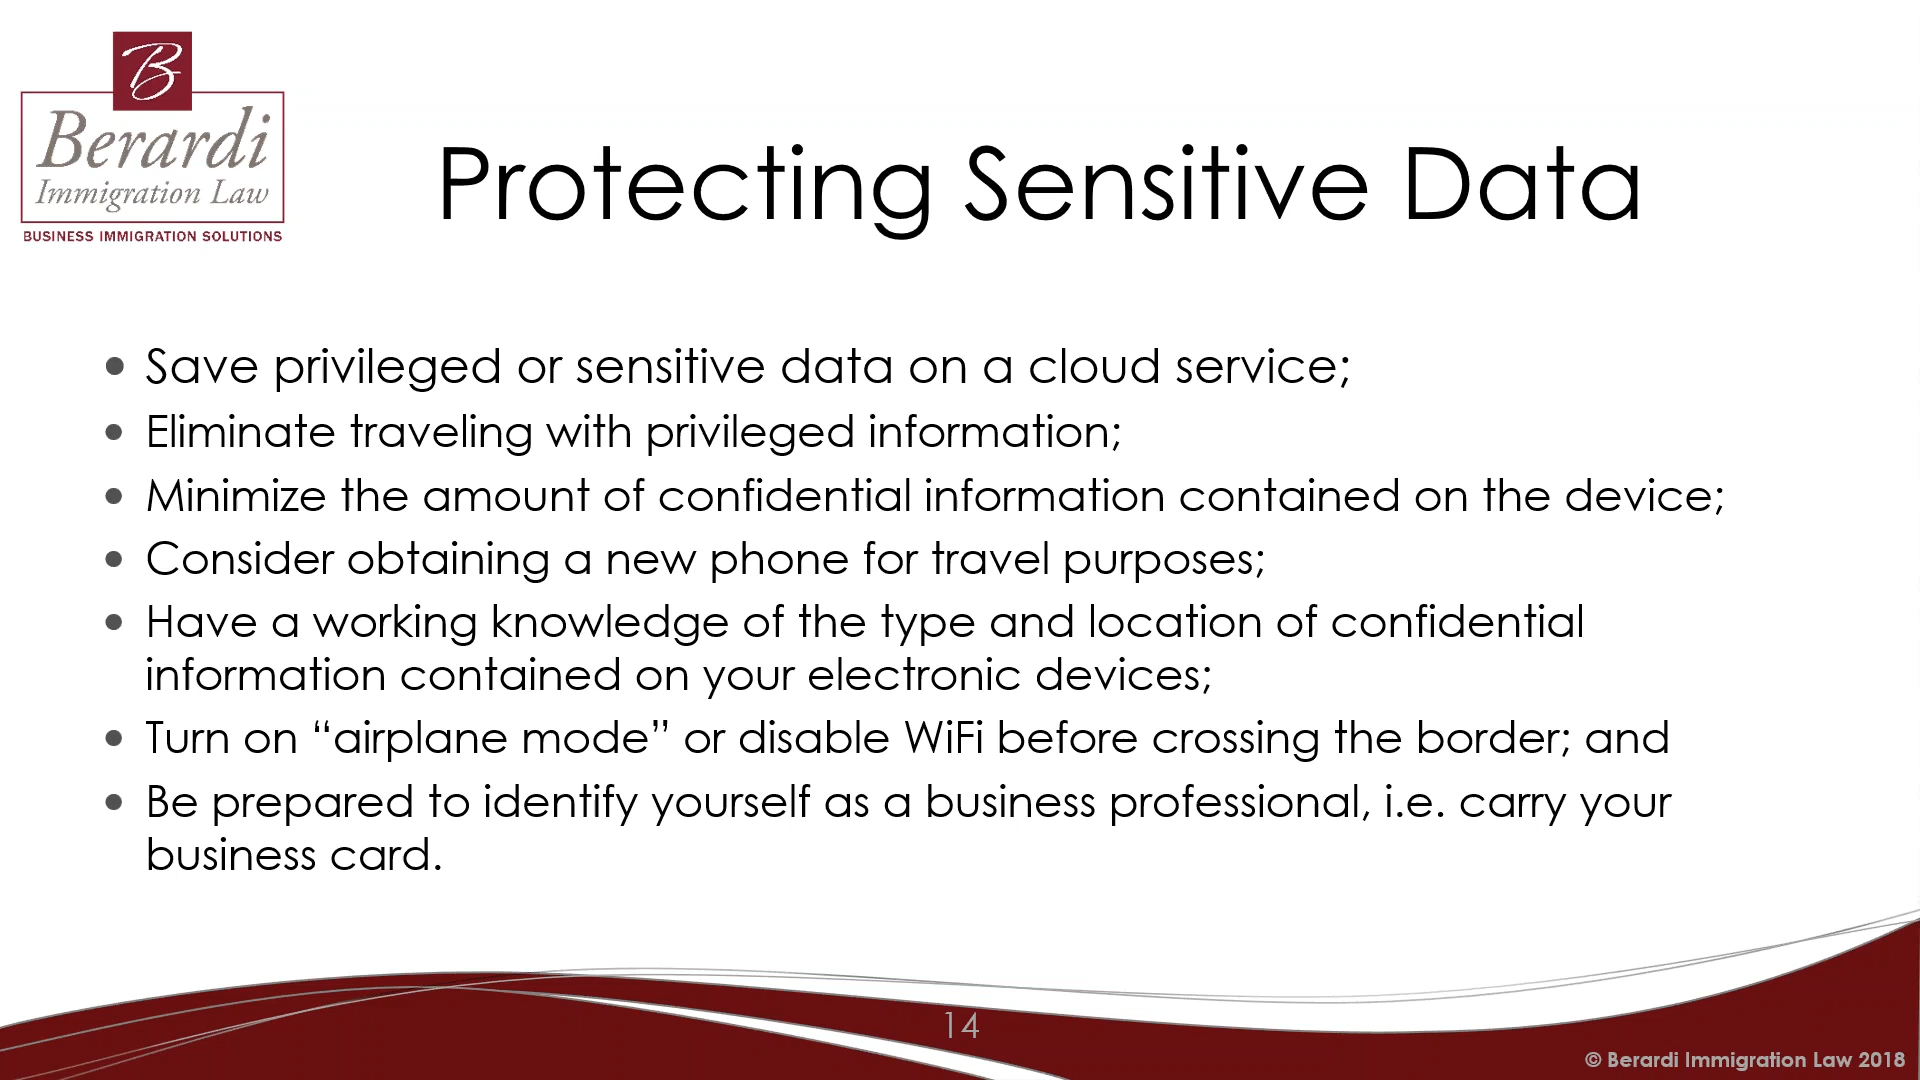 B
Berardi
Immigration Law
BUSINESS IMMIGRATION SOLUTIONS
Protecting Sensitive Data
• Save privileged or sensitive data on a cloud service;
• Eliminate traveling with privileged information;
• Minimize the amount of confidential information contained on the device;
• Consider obtaining a new phone for travel purposes;
• Have a working knowledge of the type and location of confidential
information contained on your electronic devices;
• Turn on “airplane mode” or disable WiFi before crossing the border; and
• Be prepared to identify yourself as a business professional, i.e. carry your
business card.
14
© Berardi Immigration Law 2018